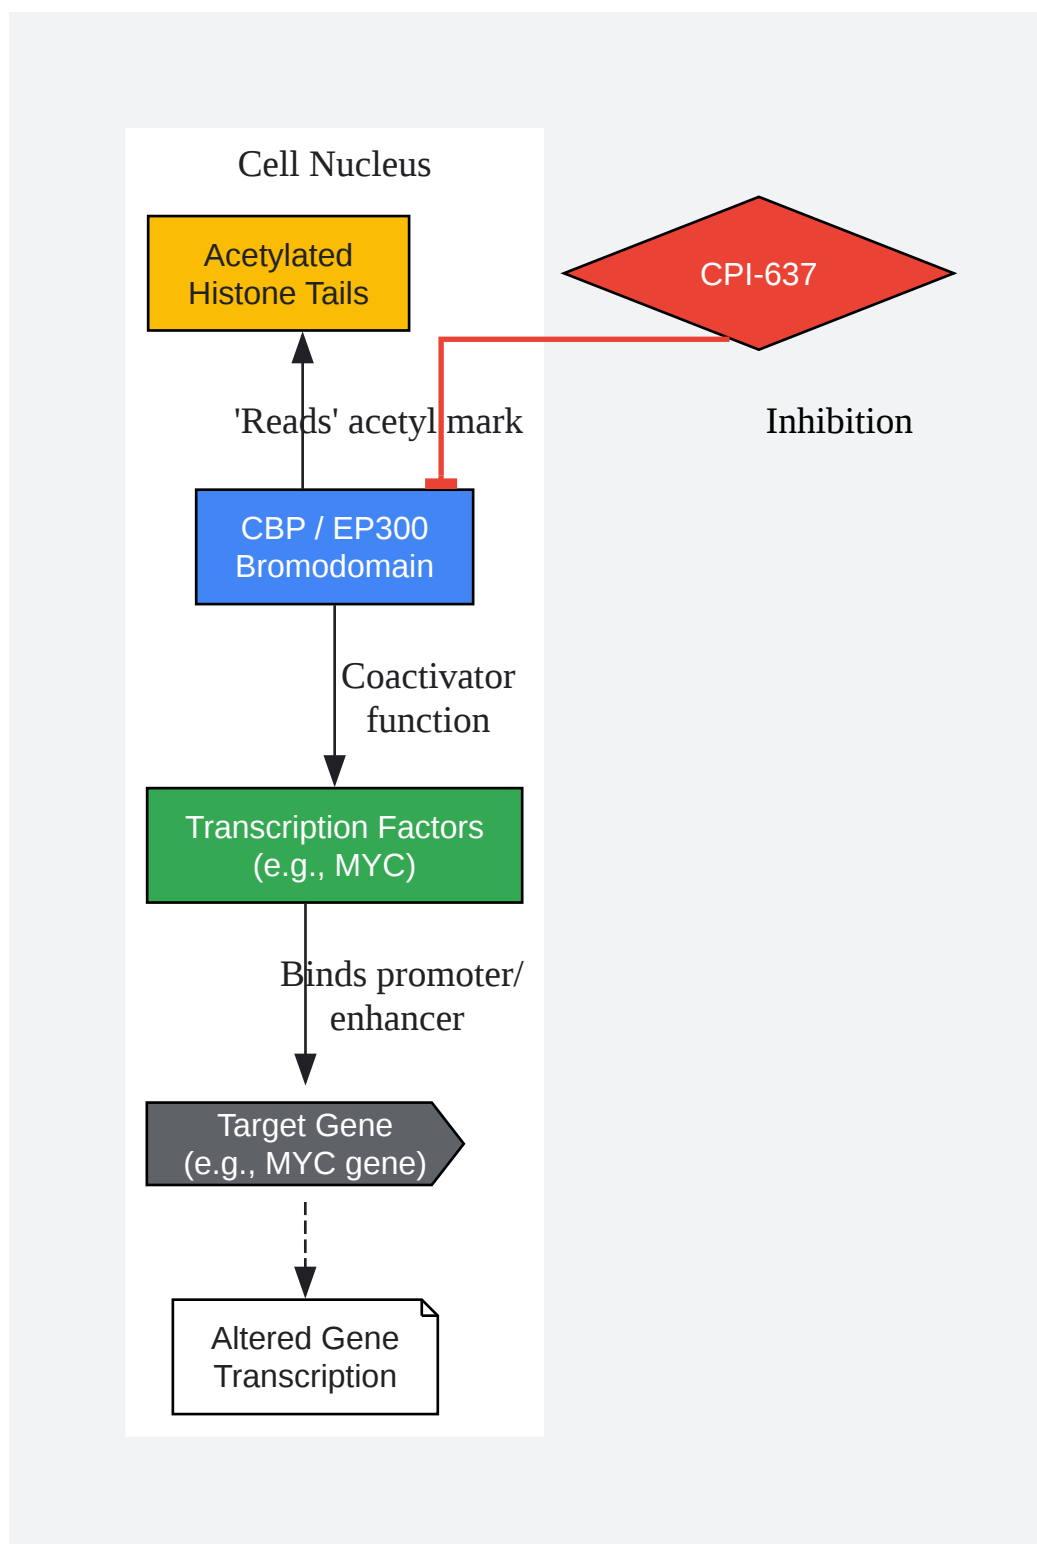 Cell Nucleus
Acetylated
Histone Tails
CPI-637
'Reads' acetyl mark
Inhibition
CBP / EP300
Bromodomain
Coactivator
function
Transcription Factors
(e.g., MYC)
Binds promoter/
enhancer
Target Gene
(e.g., MYC gene)
Altered Gene
Transcription